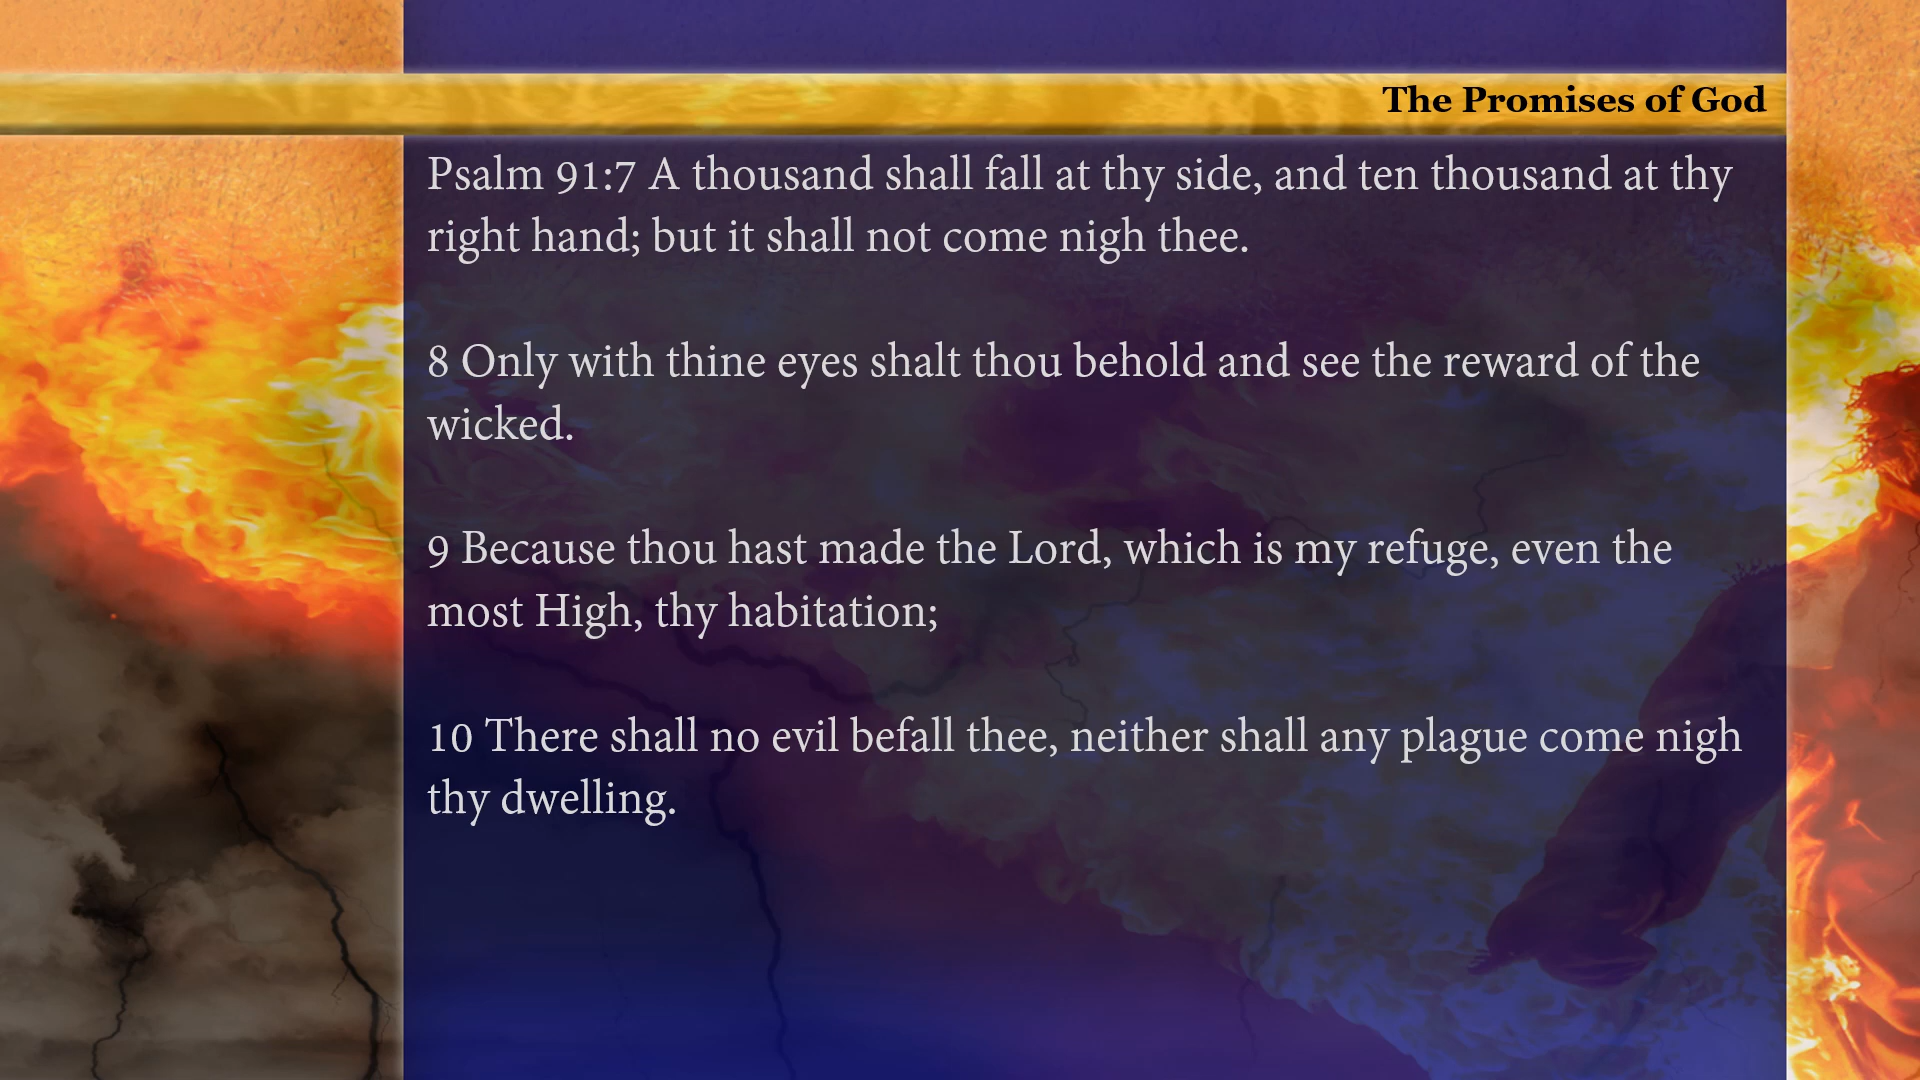 The Promises of God
Psalm 91:7 A thousand shall fall at thy side, and ten thousand at thy
right hand; but it shall not come nigh thee.
8 Only with thine eyes shalt thou behold and see the reward of the
wicked.
9 Because thou hast made the Lord, which is my refuge, even the
most High, thy habitation;
10 There shall no evil befall thee, neither shall any plague come nigh
thy dwelling.